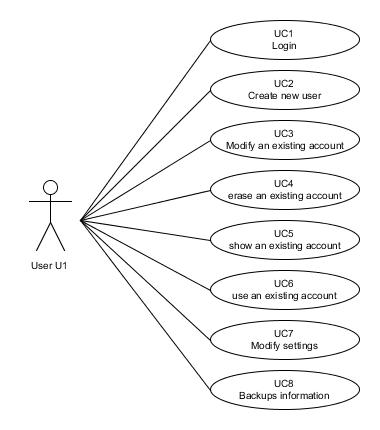 UC1
Login
UC2
Create new user
UC3
Modify an existing account
UC4
erase an existing account
UC5
show an existing account
User U1
UC6
use an existing account
UC7
Modify settings
UC8
Backups information